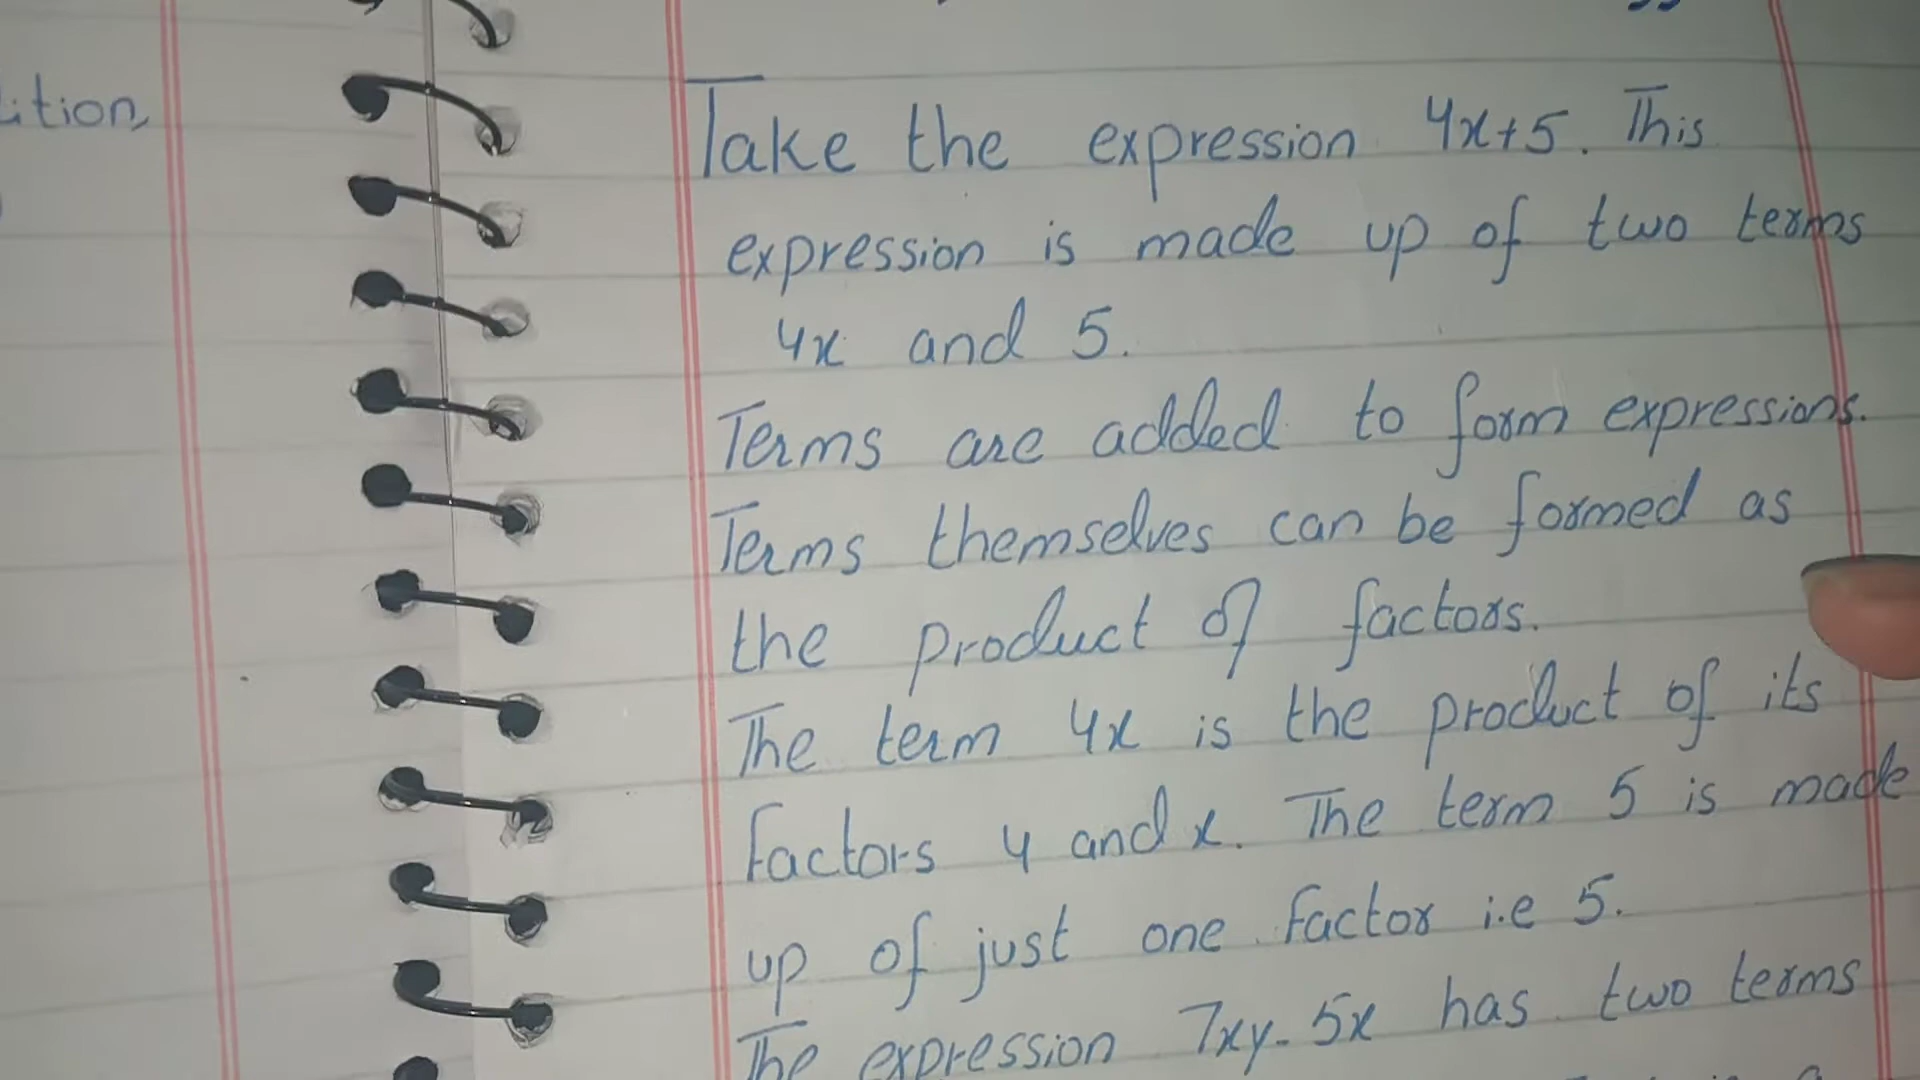 ition,
Take the expression 4x+5. This
expression is made up of two terms
4x and 5.
Terms are added to form expressions.
Terms themselves can be formed as
the product of factors.
The term 4x is the product of its
factors 4 and x. The term 5 is made
up of just one factor i.e 5.
The expression 7xy-5x has two terms